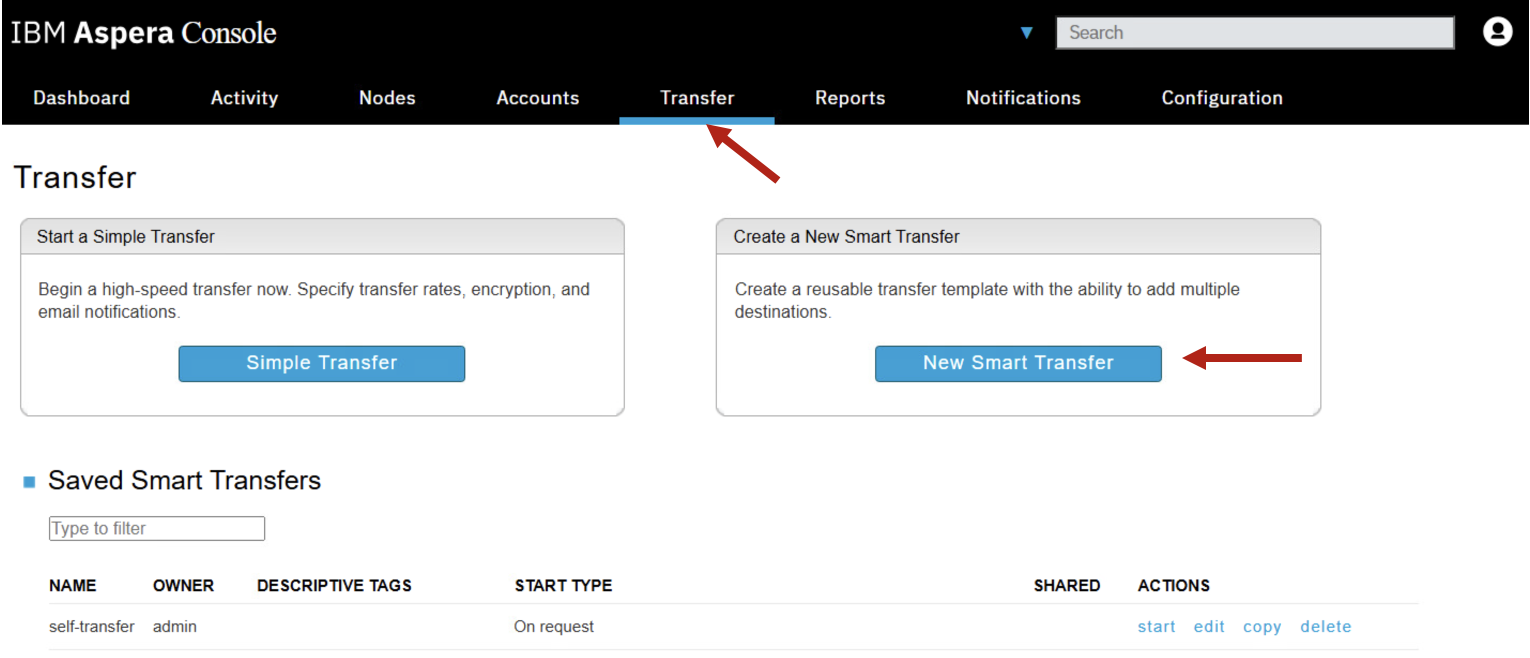 IBM Aspera Console
Search
Dashboard Activity Nodes Accounts Transfer Reports Notifications Configuration
Transfer
Start a Simple Transfer
Begin a high-speed transfer now. Specify transfer rates, encryption, and
email notifications.
Simple Transfer
Create a New Smart Transfer
Create a reusable transfer template with the ability to add multiple
destinations.
New Smart Transfer
Saved Smart Transfers
Type to filter
NAME OWNER DESCRIPTIVE TAGS START TYPE SHARED ACTIONS
self-transfer admin On request start edit copy delete